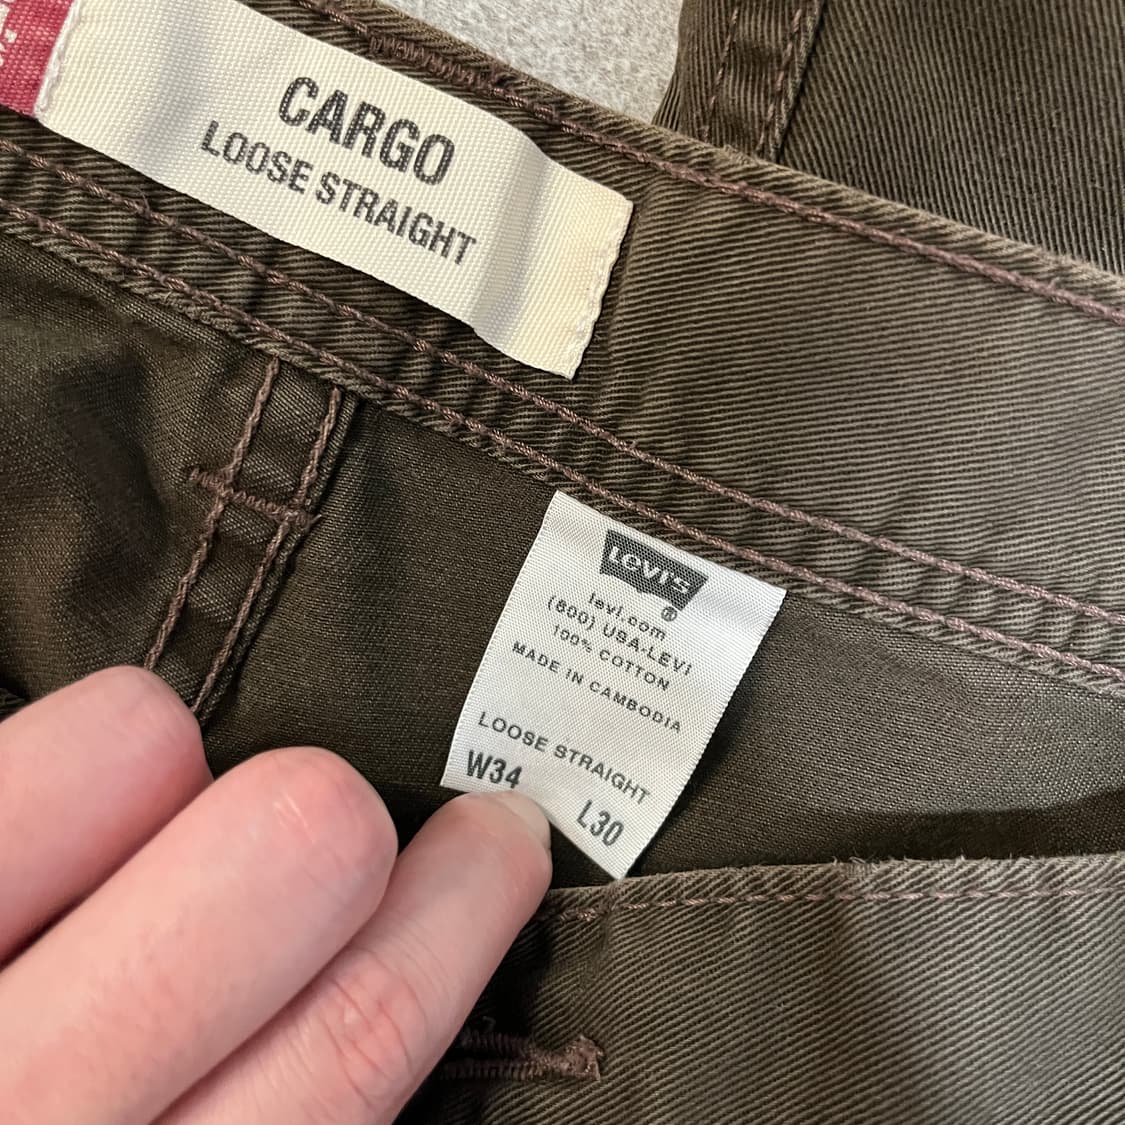 CARGO
LOOSE STRAIGHT
Levi's
®
levi.com
(800) USA-LEVI
100% COTTON
MADE IN CAMBODIA
LOOSE STRAIGHT
W34 L30